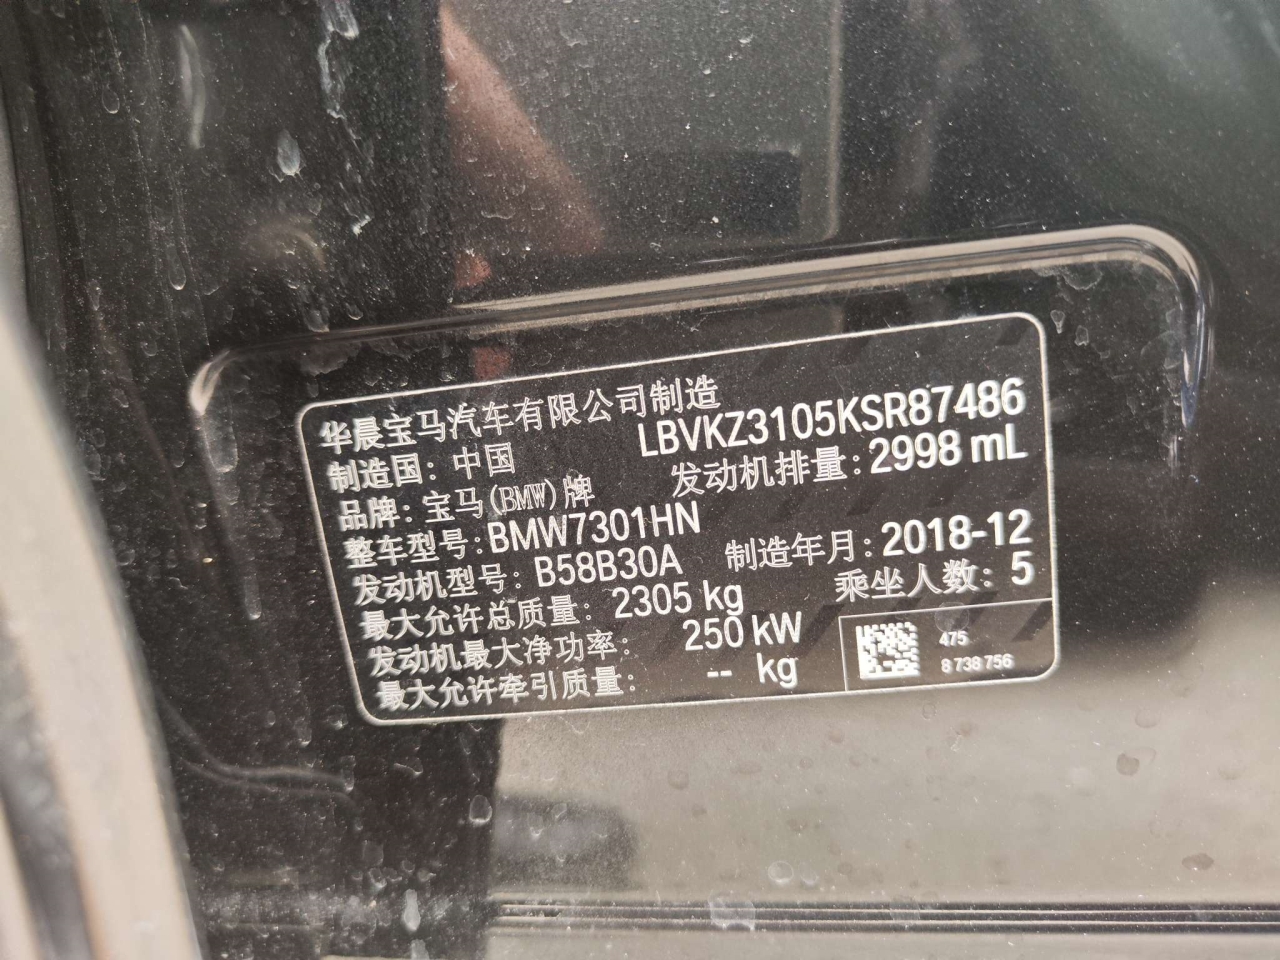 华晨宝马汽车有限公司制造
LBVKZ3105KSR87486
制造国：中国
发动机排量：2998 mL
品牌：宝马(BMW)牌
整车型号：BMW7301HN
发动机型号：B58B30A 制造年月：2018-12
最大允许总质量：2305 kg 乘坐人数：5
发动机最大净功率：250 kW
最大允许牵引质量：-- kg
475
8 738 756